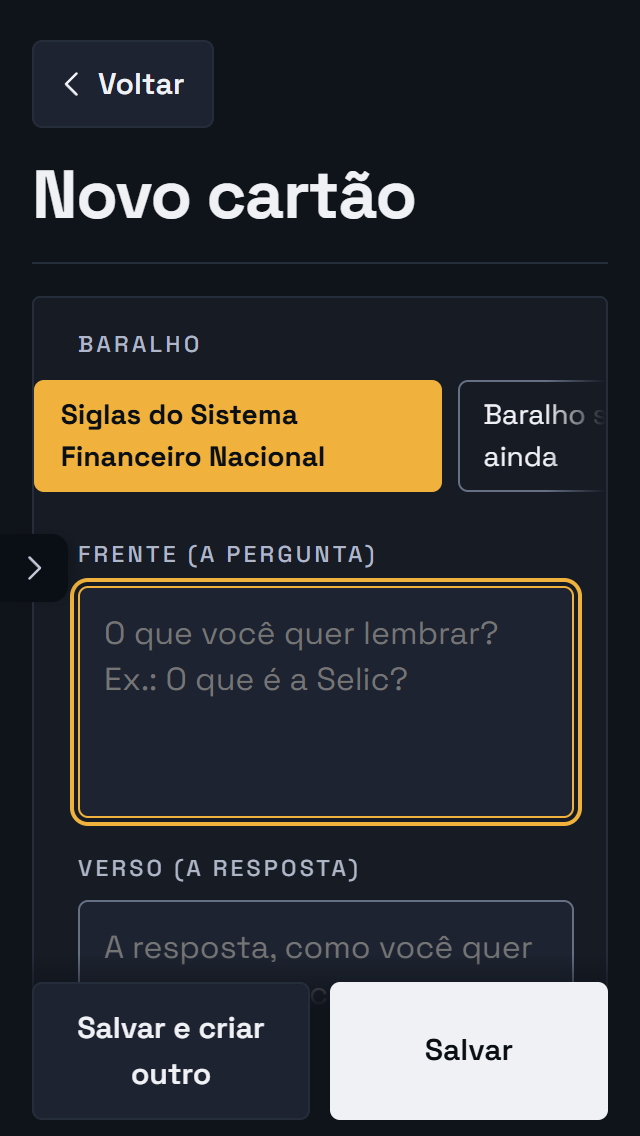 Voltar
Novo cartão
BARALHO
Siglas do Sistema
Financeiro Nacional
Baralho
ainda
FRENTE (A PERGUNTA)
O que você quer lembrar?
Ex.: O que é a Selic?
VERSO (A RESPOSTA)
A resposta, como você quer
Salvar e criar
outro
Salvar